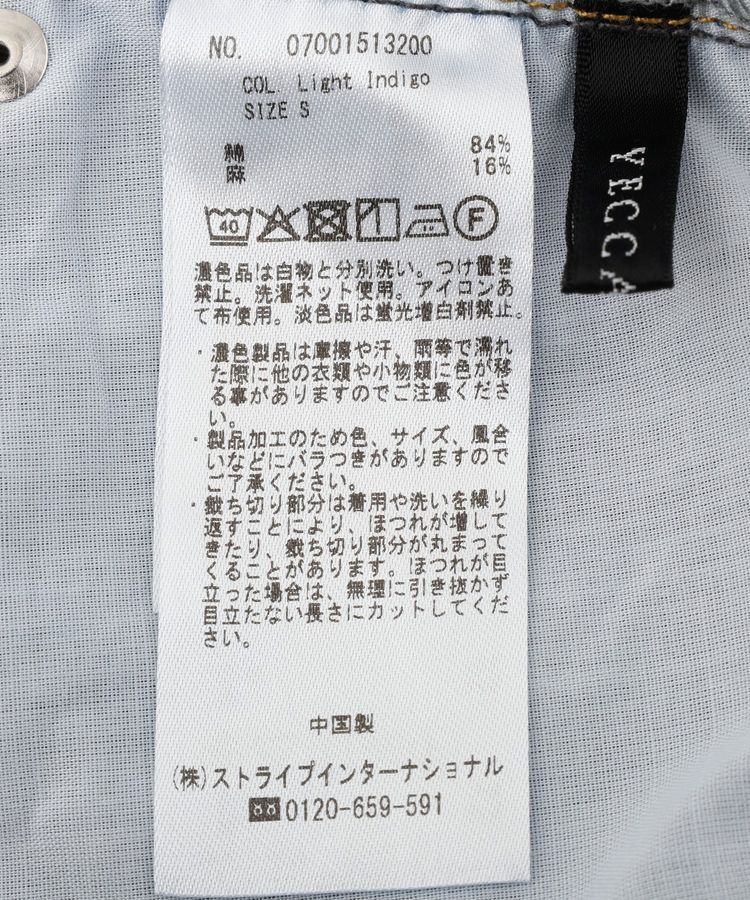 NO. 07001513200
COL. Light Indigo
SIZE S
綿 84%
麻 16%
40
F
濃色品は白物と分別洗い。つけ置き
禁止。洗濯ネット使用。アイロンあ
て布使用。淡色品は蛍光増白剤禁止。
・濃色製品は摩擦や汗、雨等で濡れ
た際に他の衣類や小物類に色が移
る事がありますのでご注意くださ
い。
・製品加工のため色、サイズ、風合
いなどにバラつきがありますので
ご了承ください。
・裁ち切り部分は着用や洗いを繰り
返すことにより、ほつれが増して
きたり、裁ち切り部分が丸まって
くることがあります。ほつれが目
立った場合は、無理に引き抜かず
目立たない長さにカットしてくだ
さい。
中国製
(株)ストライプインターナショナル
0120-659-591
YECCA